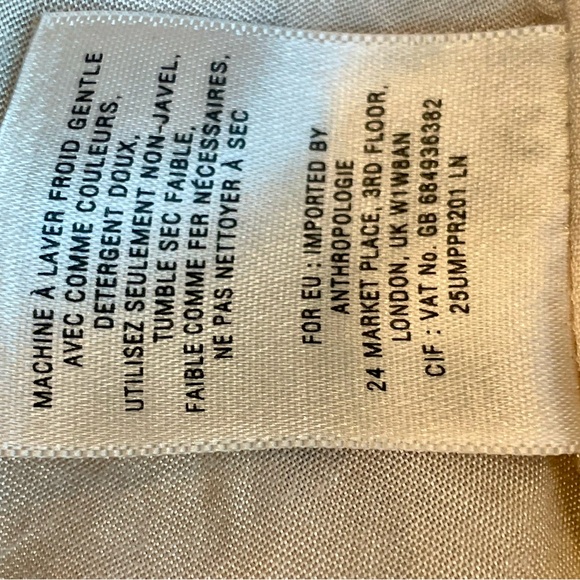 MACHINE À LAVER FROID GENTLE
AVEC COMME COULEURS,
DETERGENT DOUX,
UTILISEZ SEULEMENT NON-JAVEL,
TUMBLE SEC FAIBLE,
FAIBLE COMME FER NÉCESSAIRES,
NE PAS NETTOYER À SEC
FOR EU : IMPORTED BY
ANTHROPOLOGIE
24 MARKET PLACE, 3RD FLOOR,
LONDON, UK W1W8AN
CIF : VAT No. GB 684936382
25UMPPR201 LN